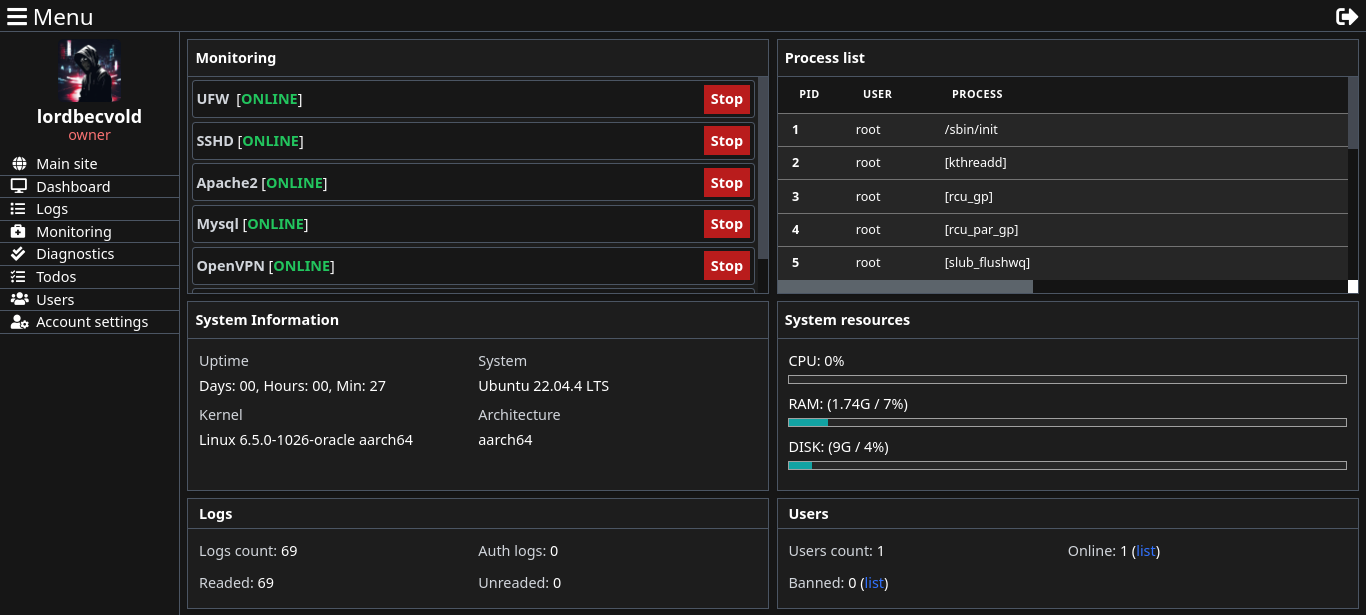 Menu
lordbecvold
owner
Main site
Dashboard
Logs
Monitoring
Diagnostics
Todos
Users
Account settings
Monitoring
UFW [ONLINE] Stop
SSHD [ONLINE] Stop
Apache2 [ONLINE] Stop
Mysql [ONLINE] Stop
OpenVPN [ONLINE] Stop
Process list
PID USER PROCESS
1 root /sbin/init
2 root [kthreadd]
3 root [rcu_gp]
4 root [rcu_par_gp]
5 root [slub_flushwq]
System Information
Uptime System
Days: 00, Hours: 00, Min: 27 Ubuntu 22.04.4 LTS
Kernel Architecture
Linux 6.5.0-1026-oracle aarch64 aarch64
System resources
CPU: 0%
RAM: (1.74G / 7%)
DISK: (9G / 4%)
Logs
Logs count: 69 Auth logs: 0
Readed: 69 Unreaded: 0
Users
Users count: 1 Online: 1 (list)
Banned: 0 (list)